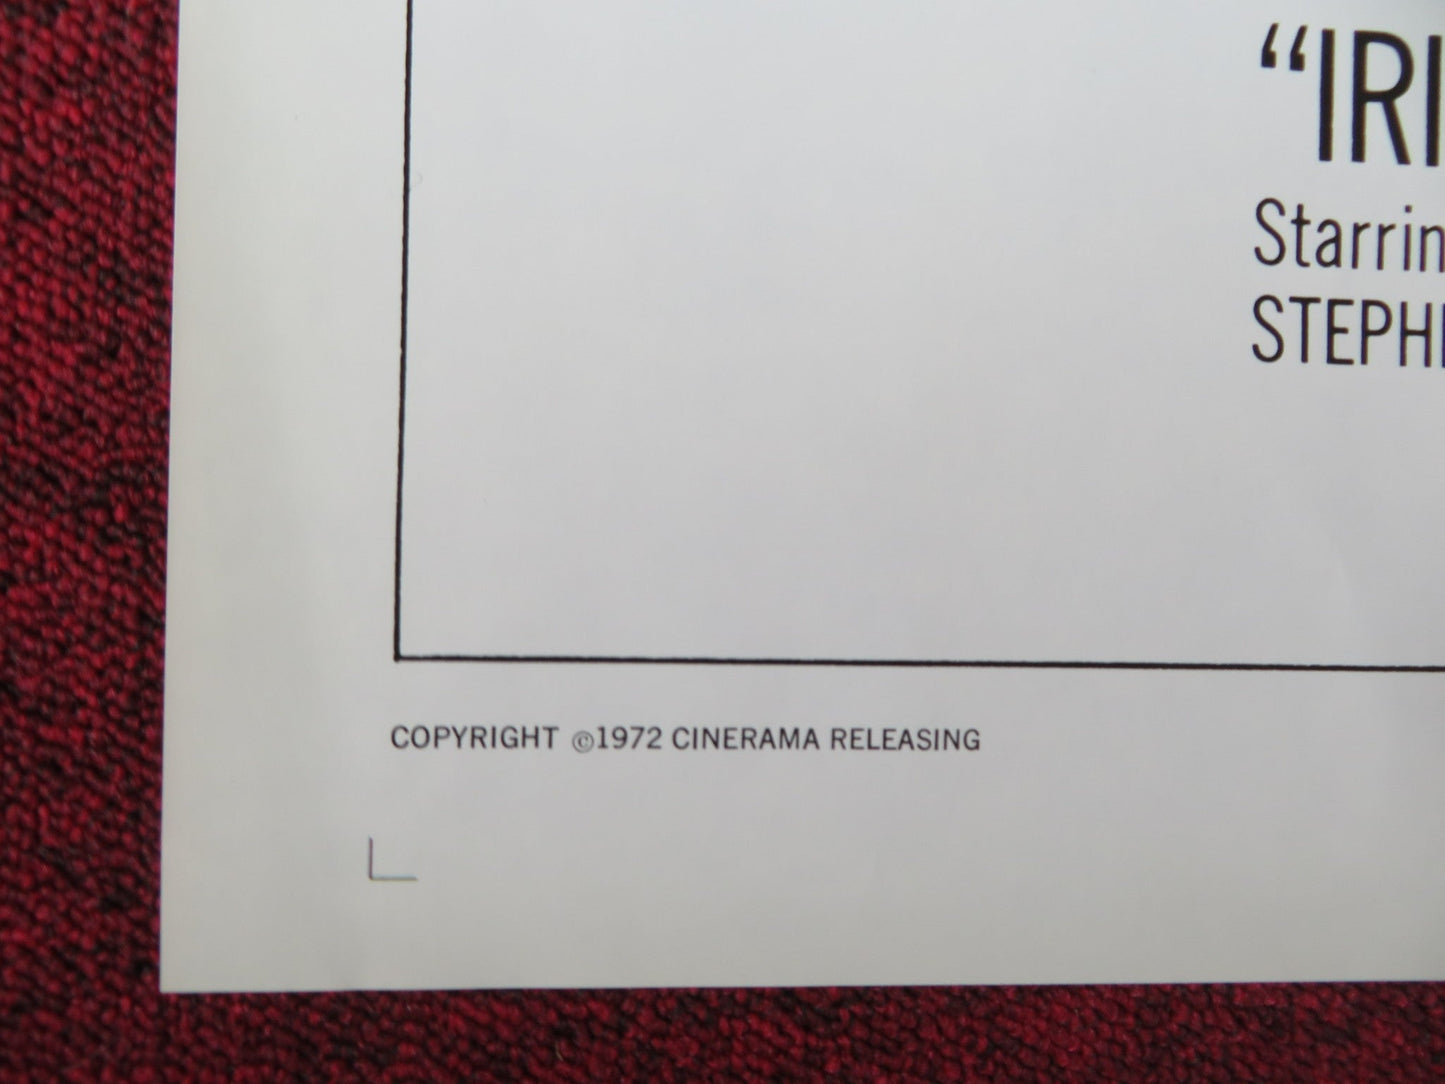 “IRI
Starrin
STEPH
COPYRIGHT ©1972 CINERAMA RELEASING